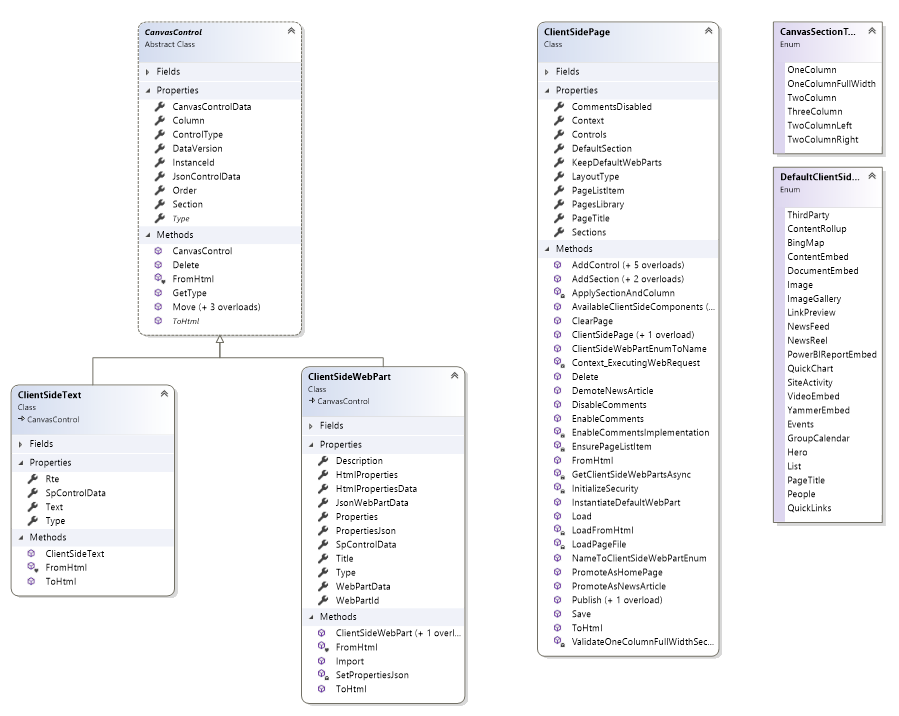 CanvasControl
Abstract Class
Fields
Properties
CanvasControlData
Column
ControlType
DataVersion
InstanceId
JsonControlData
Order
Section
Type
Methods
CanvasControl
Delete
FromHtml
GetType
Move (+ 3 overloads)
ToHtml
ClientSideText
Class
CanvasControl
Fields
Properties
Rte
SpControlData
Text
Type
Methods
ClientSideText
FromHtml
ToHtml
ClientSideWebPart
Class
CanvasControl
Fields
Properties
Description
HtmlProperties
HtmlPropertiesData
JsonWebPartData
Properties
PropertiesJson
SpControlData
Title
Type
WebPartData
WebPartId
Methods
ClientSideWebPart (+ 1 overl...
FromHtml
Import
SetPropertiesJson
ToHtml
ClientSidePage
Class
Fields
Properties
CommentsDisabled
Context
Controls
DefaultSection
KeepDefaultWebParts
LayoutType
PageListItem
PagesLibrary
PageTitle
Sections
Methods
AddControl (+ 5 overloads)
AddSection (+ 2 overloads)
ApplySectionAndColumn
AvailableClientSideComponents (...
ClearPage
ClientSidePage (+ 1 overload)
ClientSideWebPartEnumToName
Context_ExecutingWebRequest
Delete
DemoteNewsArticle
DisableComments
EnableComments
EnableCommentsImplementation
EnsurePageListItem
FromHtml
GetClientSideWebPartsAsync
InitializeSecurity
InstantiateDefaultWebPart
Load
LoadFromHtml
LoadPageFile
NameToClientSideWebPartEnum
PromoteAsHomePage
PromoteAsNewsArticle
Publish (+ 1 overload)
Save
ToHtml
ValidateOneColumnFullWidthSec...
CanvasSectionT...
Enum
OneColumn
OneColumnFullWidth
TwoColumn
ThreeColumn
TwoColumnLeft
TwoColumnRight
DefaultClientSid...
Enum
ThirdParty
ContentRollup
BingMap
ContentEmbed
DocumentEmbed
Image
ImageGallery
LinkPreview
NewsFeed
NewsReel
PowerBIReportEmbed
QuickChart
SiteActivity
VideoEmbed
YammerEmbed
Events
GroupCalendar
Hero
List
PageTitle
People
QuickLinks